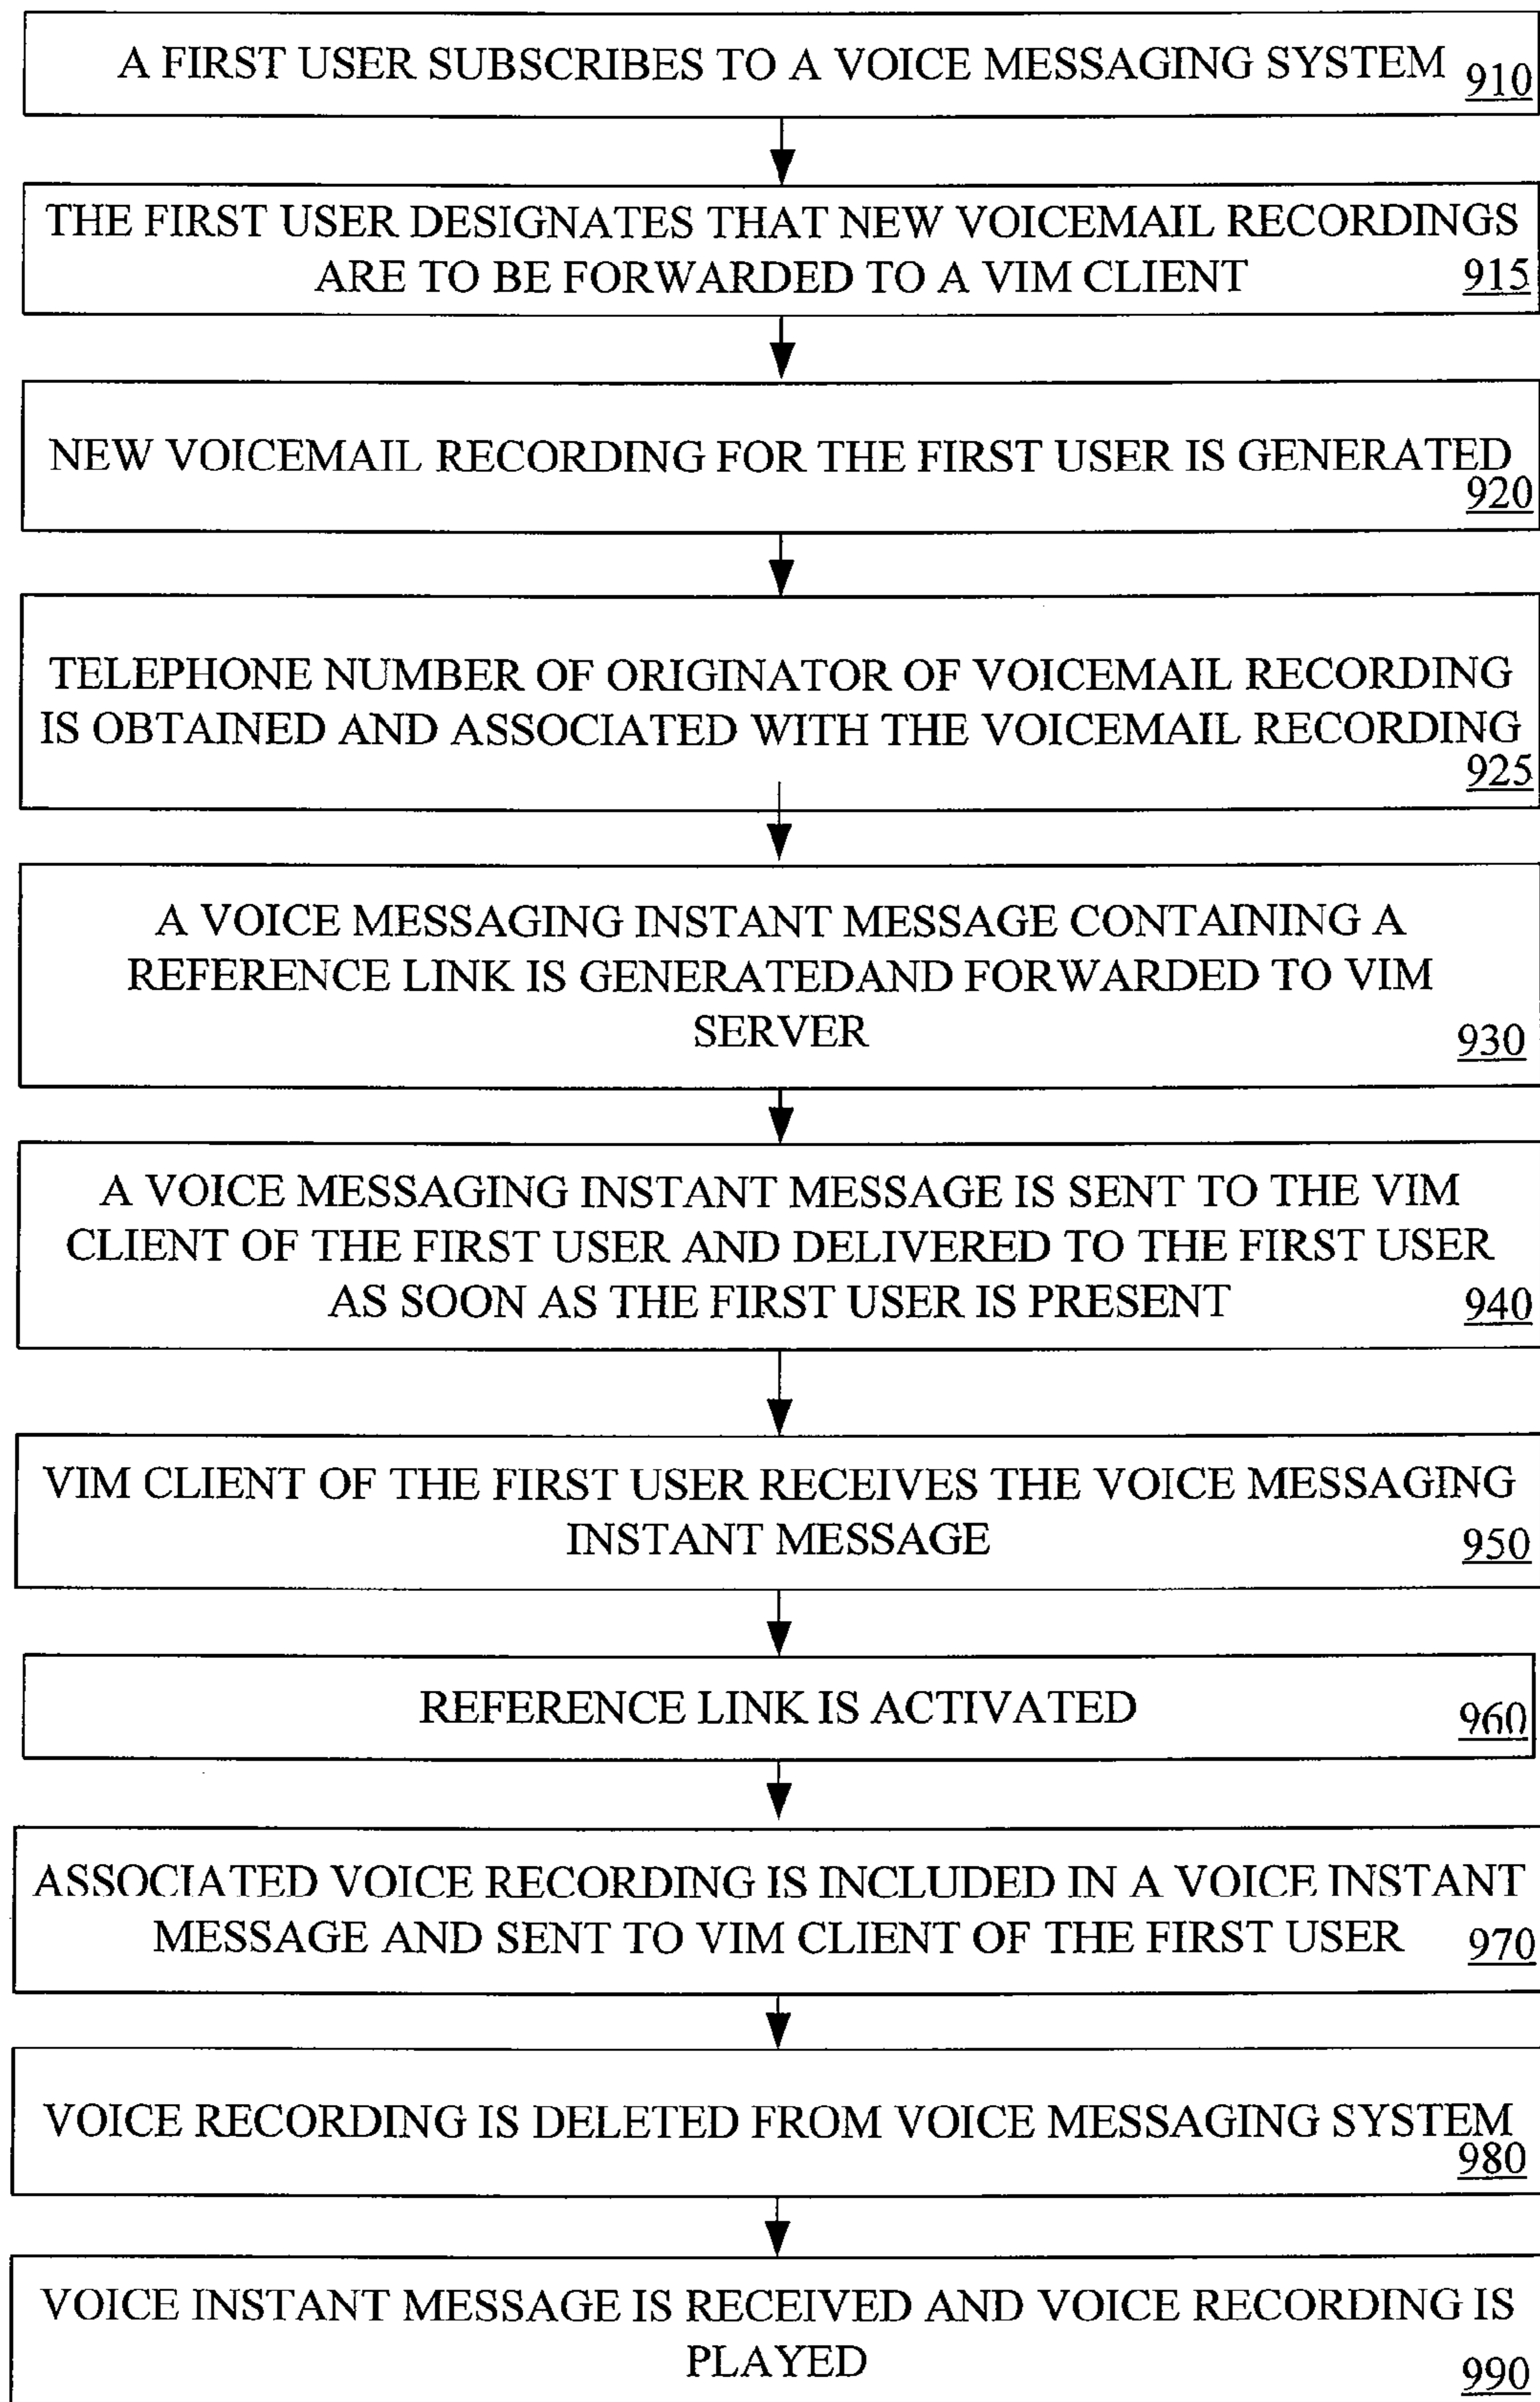 A FIRST USER SUBSCRIBES TO A VOICE MESSAGING SYSTEM 910
THE FIRST USER DESIGNATES THAT NEW VOICEMAIL RECORDINGS
ARE TO BE FORWARDED TO A VIM CLIENT 915
NEW VOICEMAIL RECORDING FOR THE FIRST USER IS GENERATED
920
TELEPHONE NUMBER OF ORIGINATOR OF VOICEMAIL RECORDING
IS OBTAINED AND ASSOCIATED WITH THE VOICEMAIL RECORDING
925
A VOICE MESSAGING INSTANT MESSAGE CONTAINING A
REFERENCE LINK IS GENERATEDAND FORWARDED TO VIM
SERVER 930
A VOICE MESSAGING INSTANT MESSAGE IS SENT TO THE VIM
CLIENT OF THE FIRST USER AND DELIVERED TO THE FIRST USER
AS SOON AS THE FIRST USER IS PRESENT 940
VIM CLIENT OF THE FIRST USER RECEIVES THE VOICE MESSAGING
INSTANT MESSAGE 950
REFERENCE LINK IS ACTIVATED 960
ASSOCIATED VOICE RECORDING IS INCLUDED IN A VOICE INSTANT
MESSAGE AND SENT TO VIM CLIENT OF THE FIRST USER 970
VOICE RECORDING IS DELETED FROM VOICE MESSAGING SYSTEM
980
VOICE INSTANT MESSAGE IS RECEIVED AND VOICE RECORDING IS
PLAYED 990